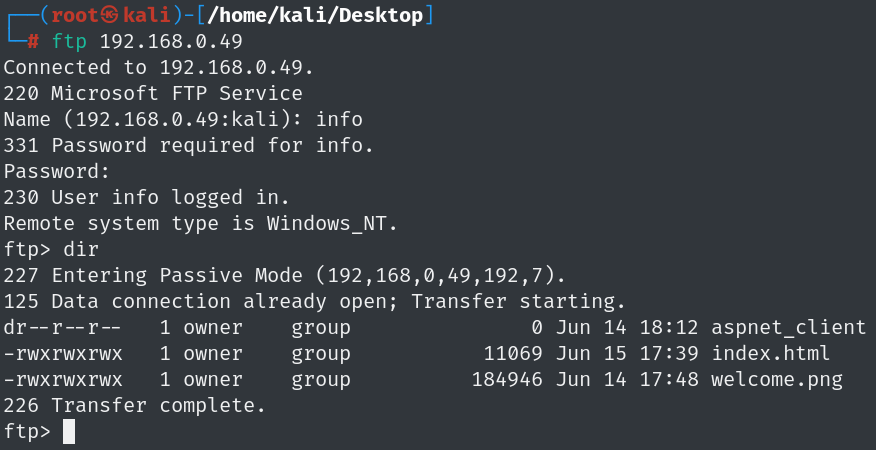 ┌──(root㉿kali)-[/home/kali/Desktop]
└─# ftp 192.168.0.49
Connected to 192.168.0.49.
220 Microsoft FTP Service
Name (192.168.0.49:kali): info
331 Password required for info.
Password:
230 User info logged in.
Remote system type is Windows_NT.
ftp> dir
227 Entering Passive Mode (192,168,0,49,192,7).
125 Data connection already open; Transfer starting.
dr--r--r--   1 owner    group               0 Jun 14 18:12 aspnet_client
-rwxrwxrwx   1 owner    group           11069 Jun 15 17:39 index.html
-rwxrwxrwx   1 owner    group          184946 Jun 14 17:48 welcome.png
226 Transfer complete.
ftp>